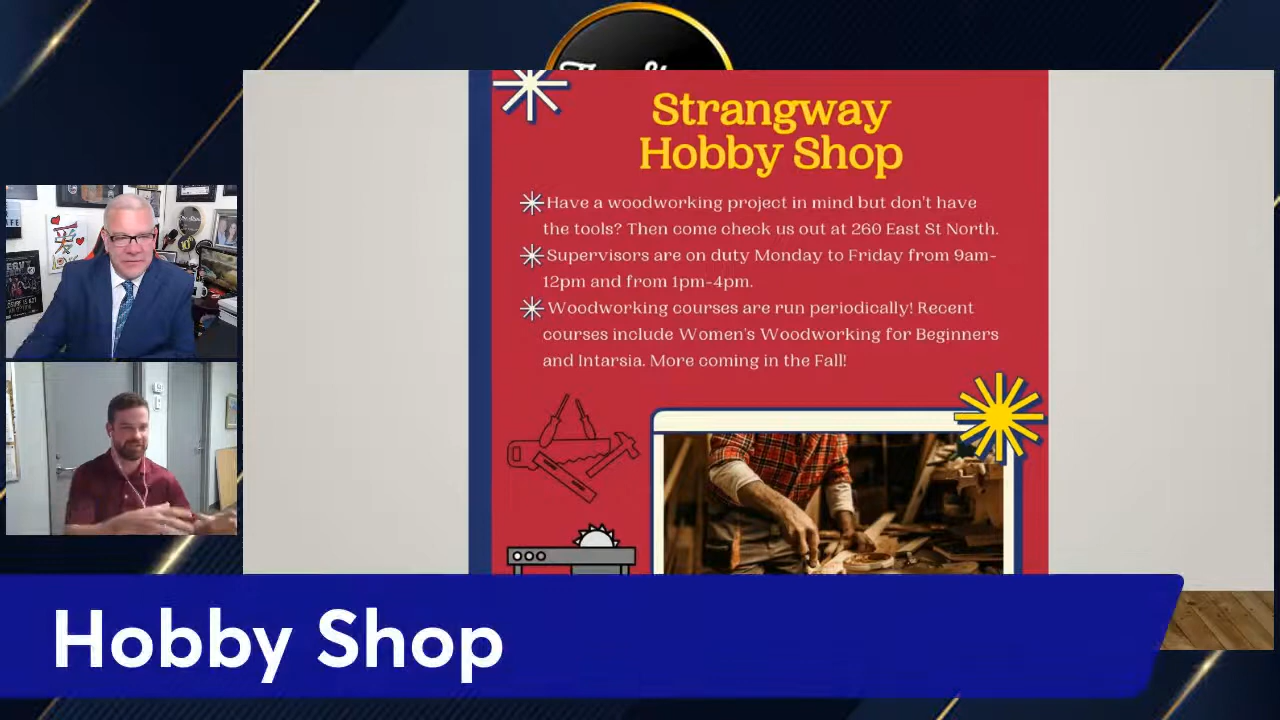 Strangway
Hobby Shop
Have a woodworking project in mind but don't have
the tools? Then come check us out at 260 East St North.
Supervisors are on duty Monday to Friday from 9am-
12pm and from 1pm-4pm.
Woodworking courses are run periodically! Recent
courses include Women's Woodworking for Beginners
and Intarsia. More coming in the Fall!
Hobby Shop